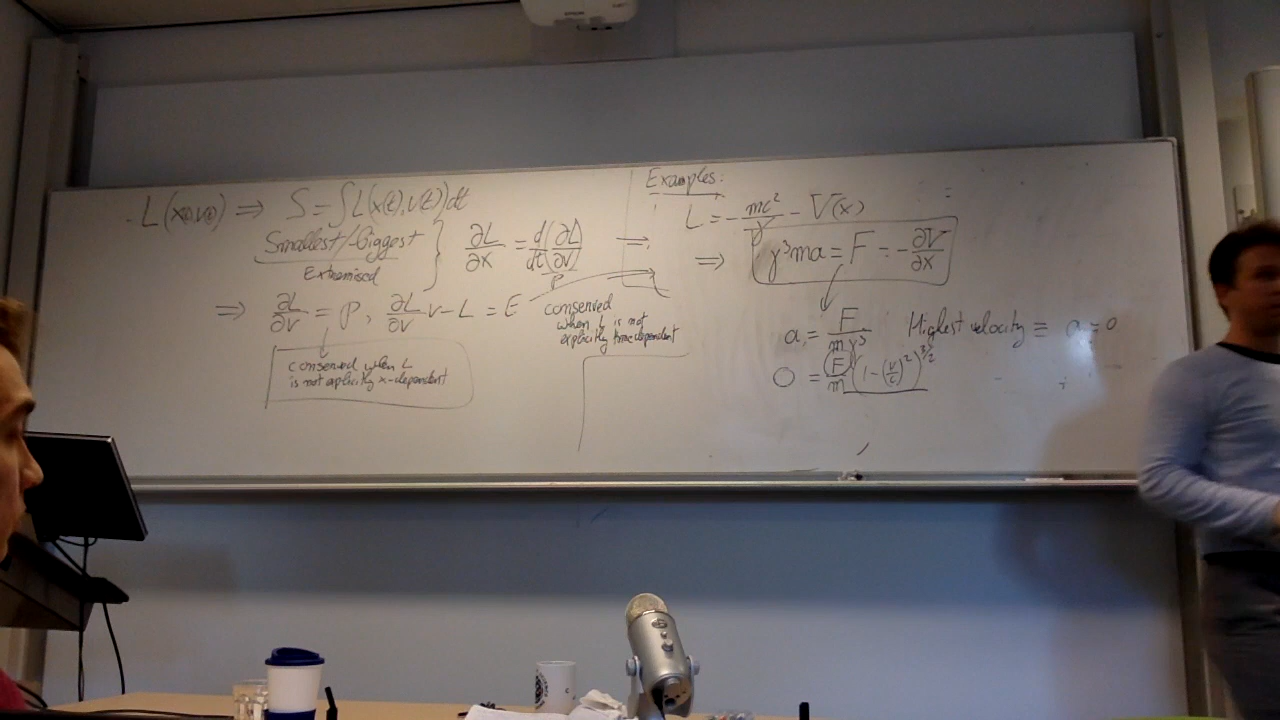 L(x(t),v(t)) ⇒ S = ∫L(x(t),v(t))dt
Smallest/Biggest
Extremised
} ∂L/∂x = d/dt(∂L/∂v) ⇒
P
⇒ ∂L/∂v = P, ∂L/∂v v - L = E
conserved
when L is not
explicitly time dependent
conserved when L
is not explicitly x-dependent
Examples:
L = - mc²/γ - V(x)
⇒ γ³ma = F = - ∂V/∂x
a = F/mγ³ Highest velocity ≡ a = 0
0 = F/m (1-(v/c)²)^3/2